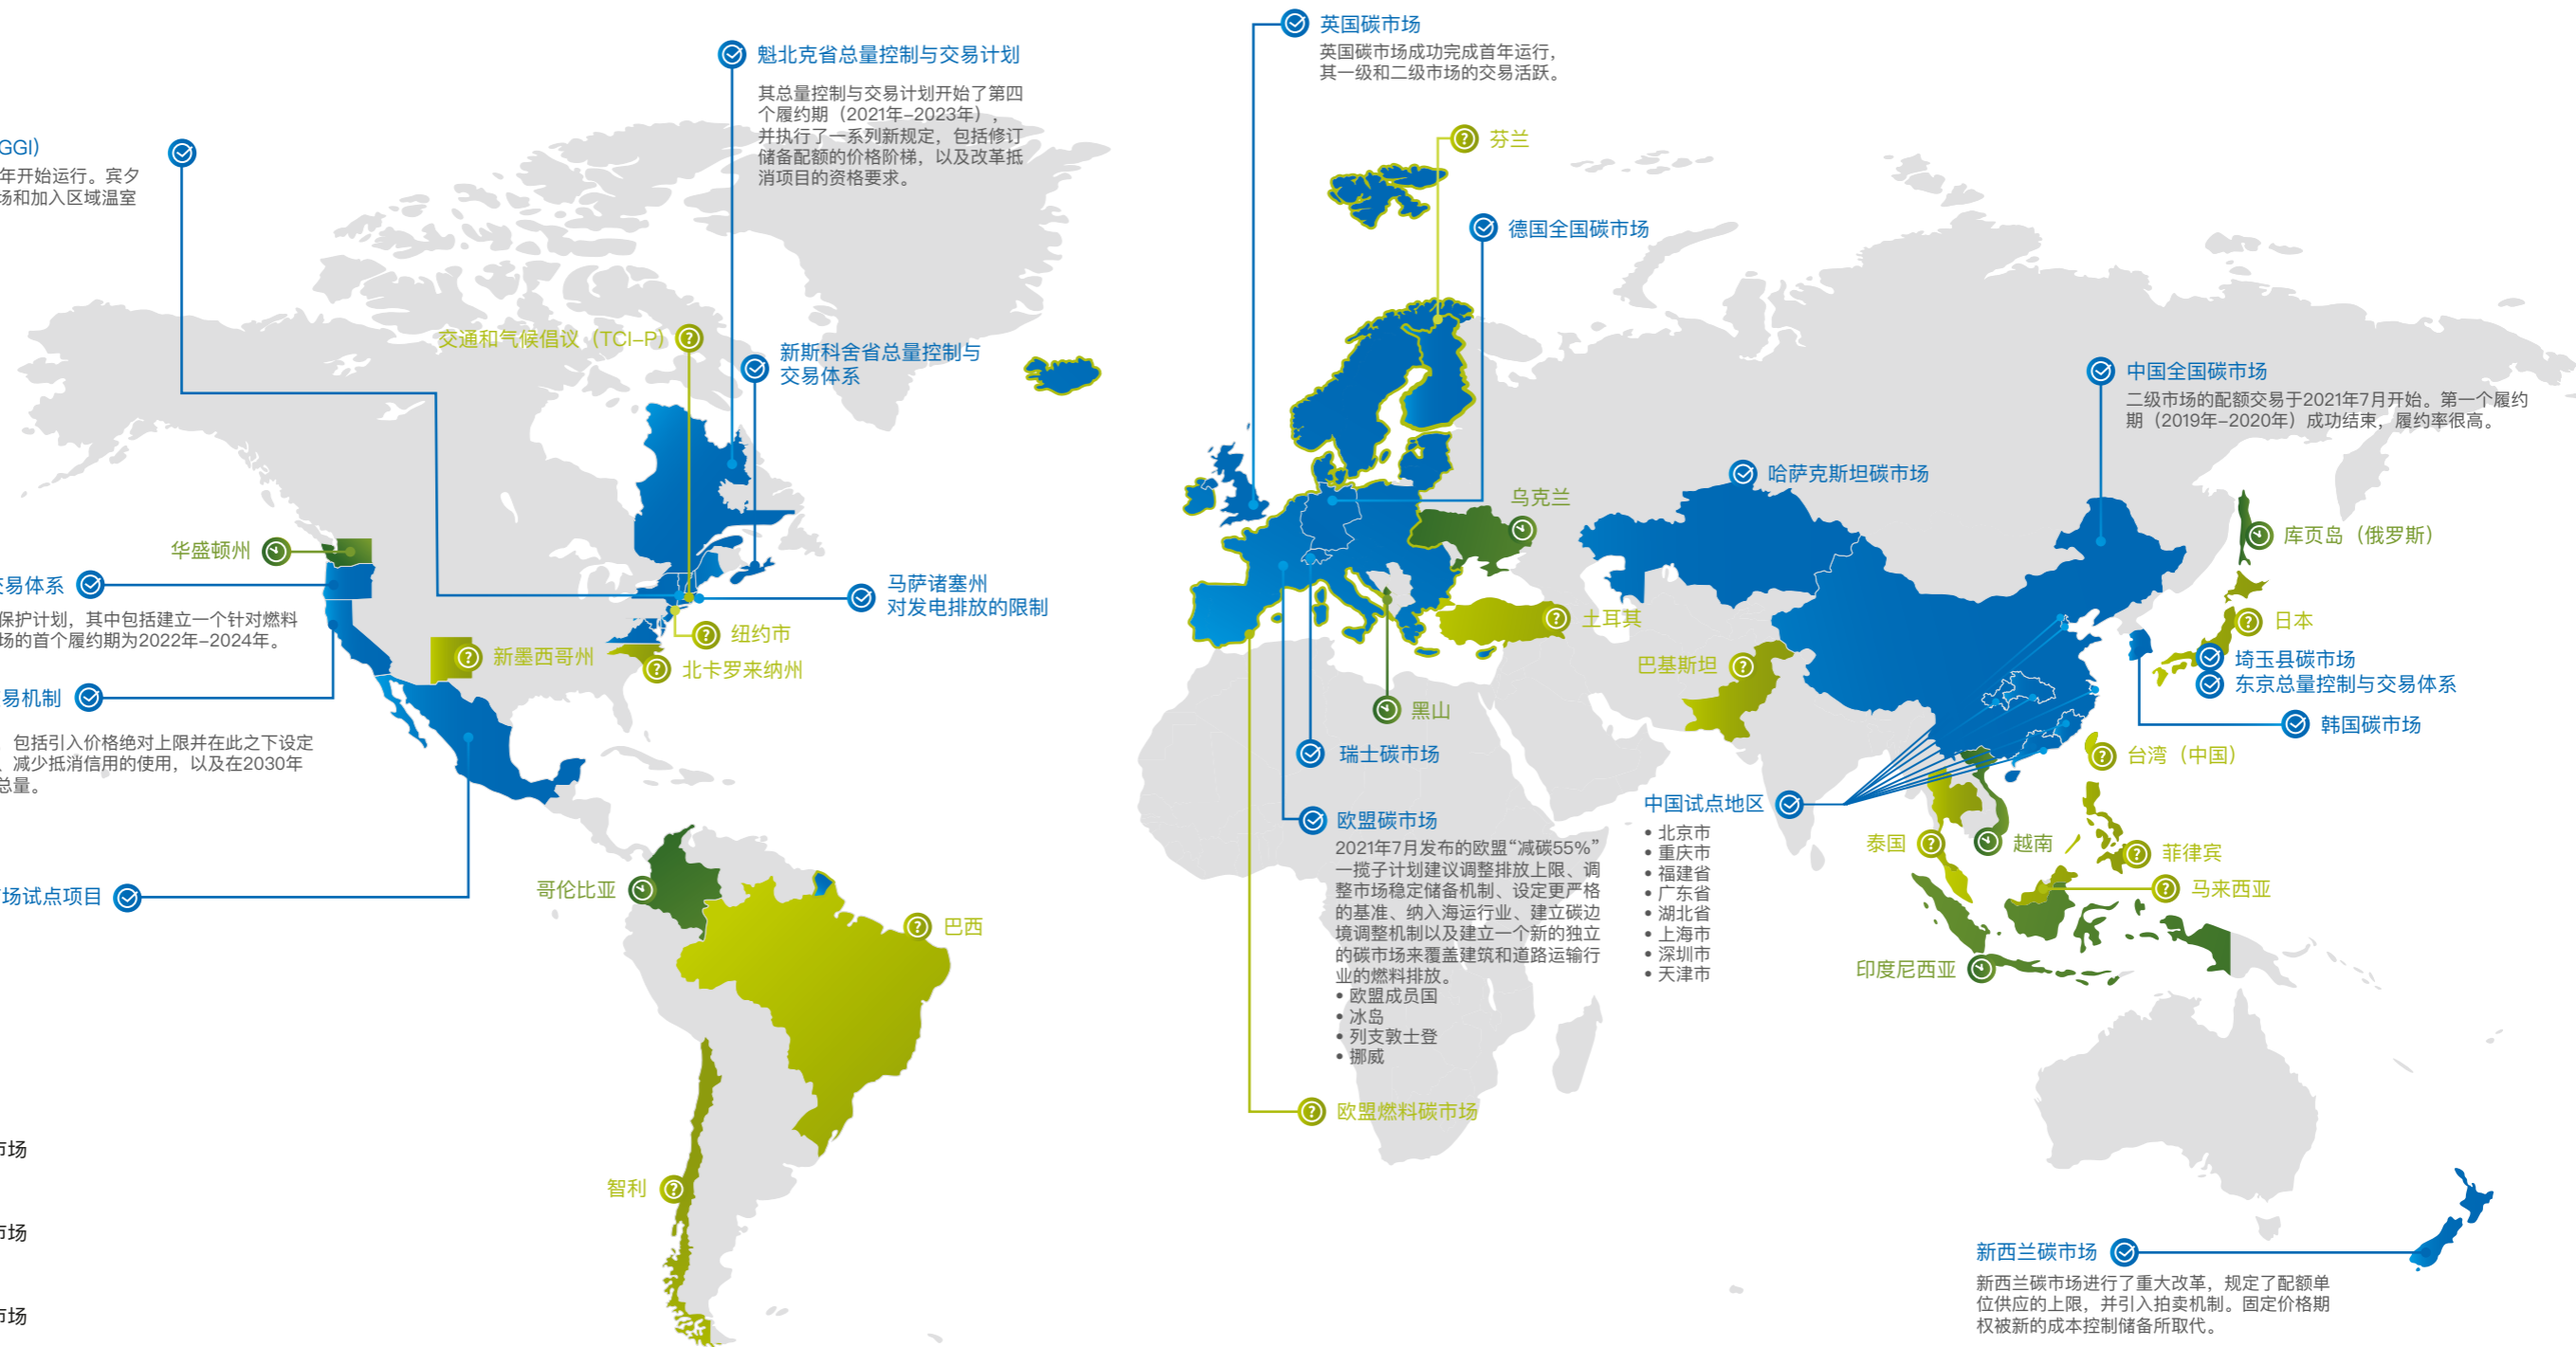 GGI）
年开始运行。宾夕
场和加入区域温室
魁北克省总量控制与交易计划
其总量控制与交易计划开始了第四
个履约期（2021年–2023年），
并执行了一系列新规定，包括修订
储备配额的价格阶梯，以及改革抵
消项目的资格要求。
交通和气候倡议（TCI–P）
新斯科舍省总量控制与
交易体系
华盛顿州
交易体系
保护计划，其中包括建立一个针对燃料
场的首个履约期为2022年–2024年。
马萨诸塞州
对发电排放的限制
纽约市
新墨西哥州
北卡罗来纳州
易机制
包括引入价格绝对上限并在此之下设定
减少抵消信用的使用，以及在2030年
总量。
场试点项目
哥伦比亚
巴西
智利
市场
市场
市场
英国碳市场
英国碳市场成功完成首年运行，
其一级和二级市场的交易活跃。
芬兰
德国全国碳市场
乌克兰
土耳其
黑山
瑞士碳市场
欧盟碳市场
2021年7月发布的欧盟“减碳55%”
一揽子计划建议调整排放上限、调
整市场稳定储备机制、设定更严格
的基准、纳入海运行业、建立碳边
境调整机制以及建立一个新的独立
的碳市场来覆盖建筑和道路运输行
业的燃料排放。
• 欧盟成员国
• 冰岛
• 列支敦士登
• 挪威
欧盟燃料碳市场
哈萨克斯坦碳市场
巴基斯坦
中国全国碳市场
二级市场的配额交易于2021年7月开始。第一个履约
期（2019年–2020年）成功结束，履约率很高。
库页岛（俄罗斯）
日本
埼玉县碳市场
东京总量控制与交易体系
韩国碳市场
台湾（中国）
中国试点地区
• 北京市
• 重庆市
• 福建省
• 广东省
• 湖北省
• 上海市
• 深圳市
• 天津市
泰国
越南
菲律宾
马来西亚
印度尼西亚
新西兰碳市场
新西兰碳市场进行了重大改革，规定了配额单
位供应的上限，并引入拍卖机制。固定价格期
权被新的成本控制储备所取代。